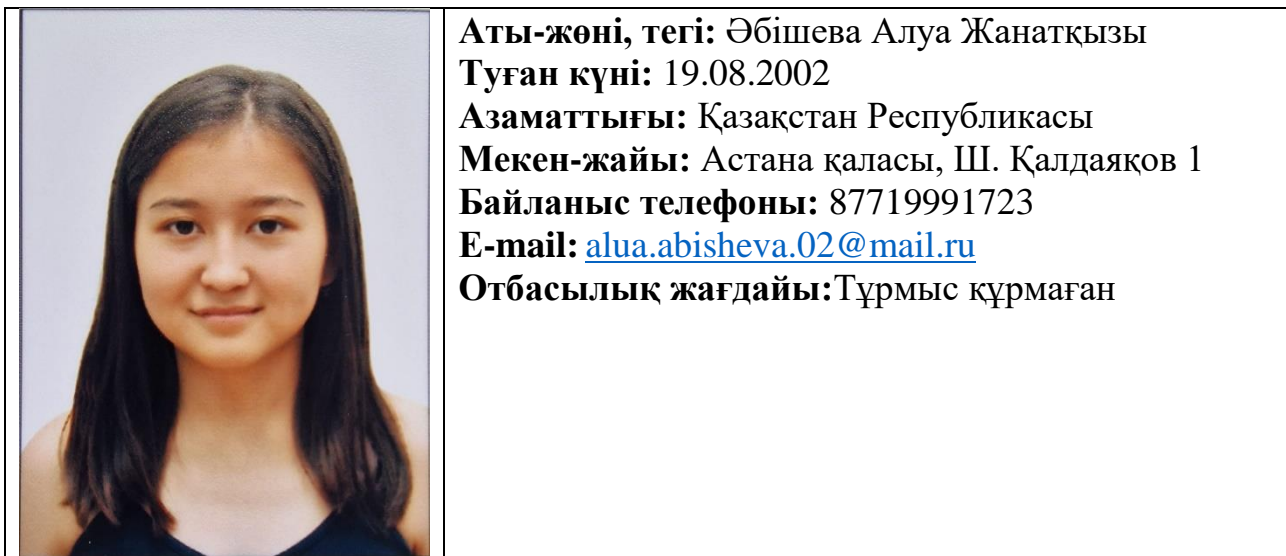 Аты-жөні, тегі: Әбішева Алуа Жанатқызы
Туған күні: 19.08.2002
Азаматтығы: Қазақстан Республикасы
Мекен-жайы: Астана қаласы, Ш. Қалдаяқов 1
Байланыс телефоны: 87719991723
E-mail: alua.abisheva.02@mail.ru
Отбасылық жағдайы:Тұрмыс құрмаған